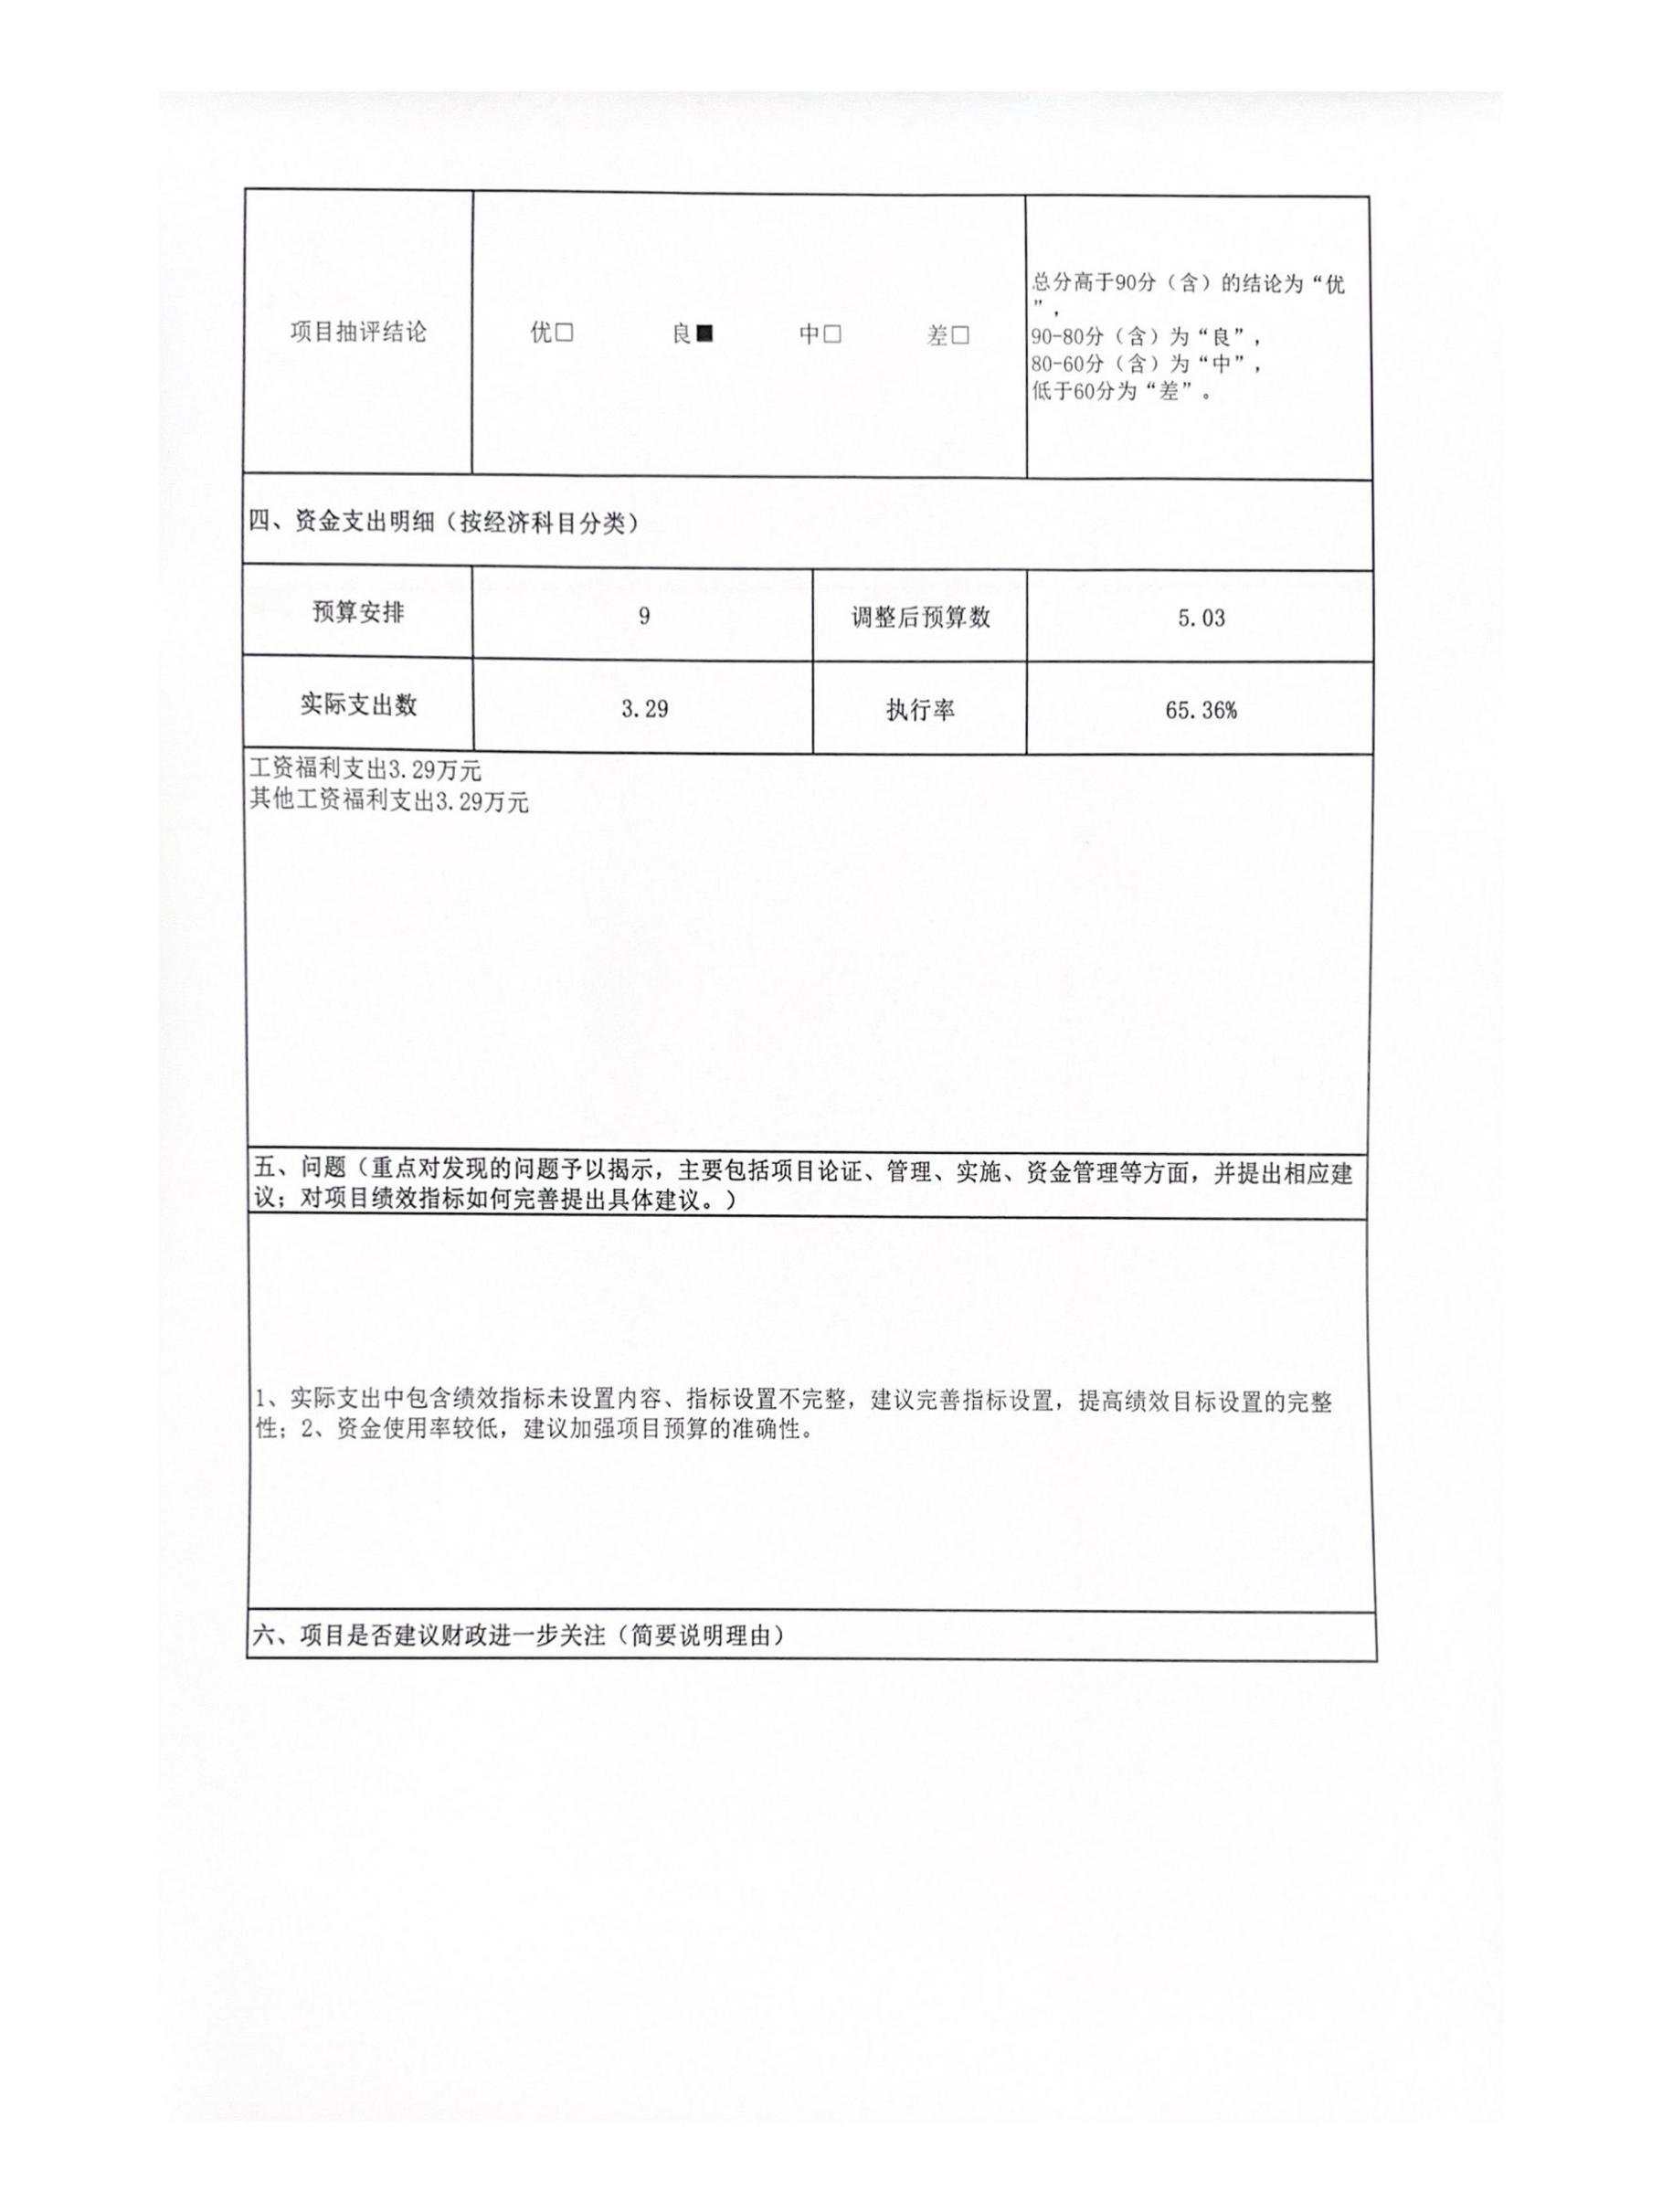 项目抽评结论
优□ 良■ 中□ 差□
总分高于90分（含）的结论为“优
”，
90-80分（含）为“良”，
80-60分（含）为“中”，
低于60分为“差”。
四、资金支出明细（按经济科目分类）
预算安排 9 调整后预算数 5.03
实际支出数 3.29 执行率 65.36%
工资福利支出3.29万元
其他工资福利支出3.29万元
五、问题（重点对发现的问题予以揭示，主要包括项目论证、管理、实施、资金管理等方面，并提出相应建
议；对项目绩效指标如何完善提出具体建议。）
1、实际支出中包含绩效指标未设置内容、指标设置不完整，建议完善指标设置，提高绩效目标设置的完整
性；2、资金使用率较低，建议加强项目预算的准确性。
六、项目是否建议财政进一步关注（简要说明理由）